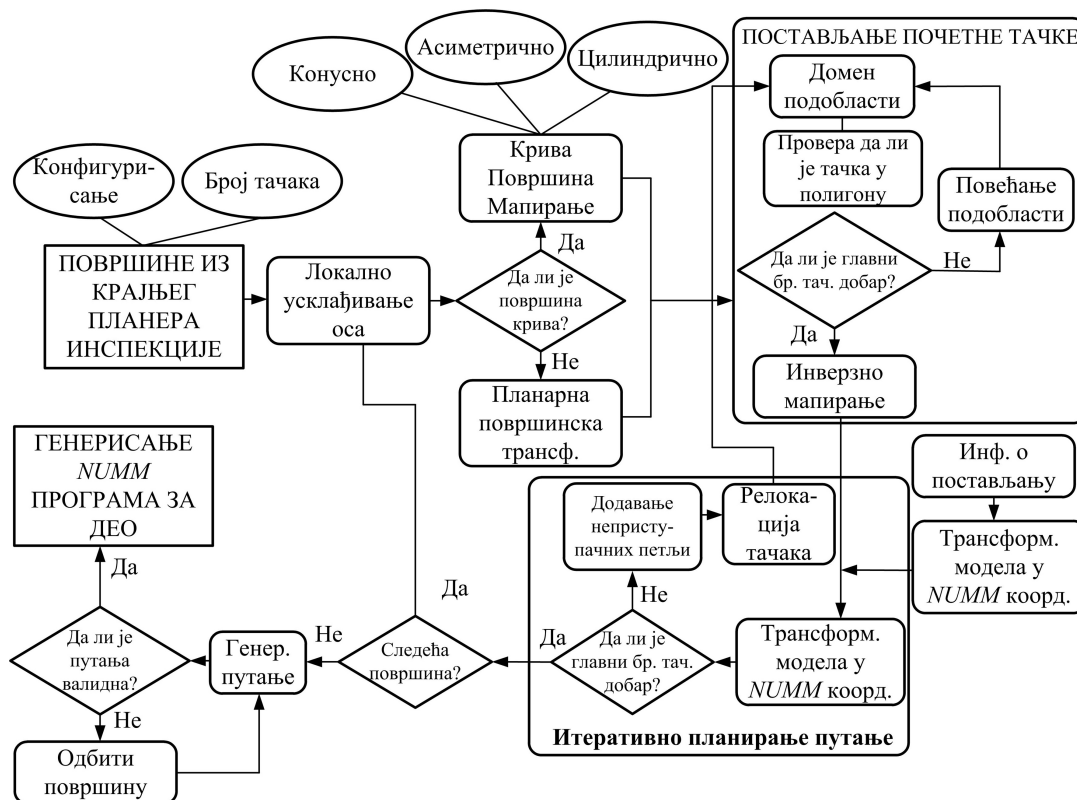 Конусно
Асиметрично
Цилиндрично
Конфигури-
сање
Број тачака
ПОВРШИНЕ ИЗ
КРАЈЊЕГ
ПЛАНЕРА
ИНСПЕКЦИЈЕ
Локално
усклађивање
оса
Крива
Површина
Мапирање
Да
Да ли је
површина
крива?
Не
Планарна
површинска
трансф.
ПОСТАВЉАЊЕ ПОЧЕТНЕ ТАЧКЕ
Домен
подобласти
Провера да ли
је тачка у
полигону
Повећање
подобласти
Да ли је главни
бр. тач. добар?
Не
Да
Инверзно
мапирање
Инф. о
постављању
Трансформ.
модела у
NUMM коорд.
Додавање
непристу-
пачних петљи
Релока-
ција
тачака
Не
Да ли је
главни бр. тач.
добар?
Да
Трансформ.
модела у
NUMM коорд.
Итеративно планирање путање
Да
Следећа
површина?
Не
Генер.
путање
ГЕНЕРИСАЊЕ
NUMM
ПРОГРАМА ЗА
ДЕО
Да
Да ли је
путања
валидна?
Не
Одбити
површину